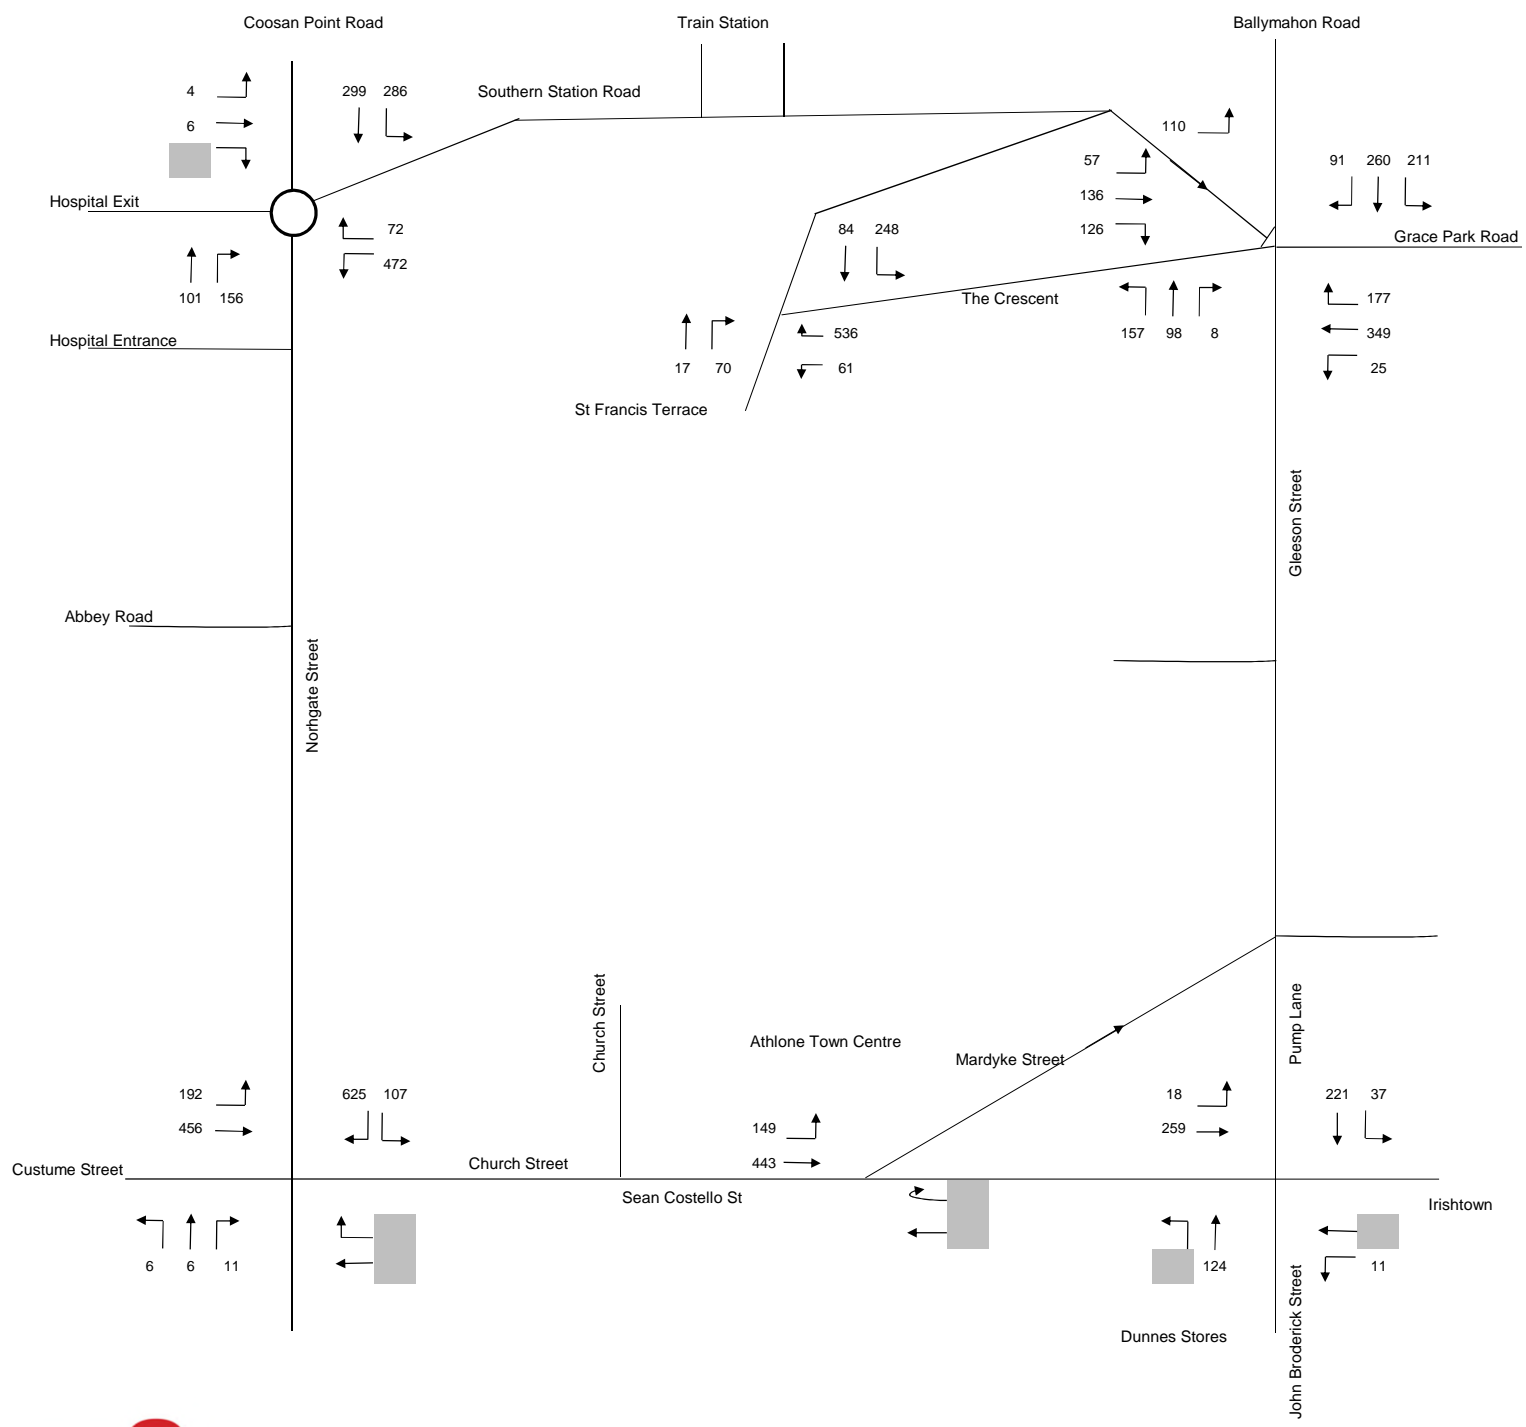 Coosan Point Road
Train Station
Ballymahon Road
4
299 286
Southern Station Road
110
6
57
91 260 211
Hospital Exit
136
72
84 248
126
Grace Park Road
472
101 156
The Crescent
177
Hospital Entrance
536
157 98 8
349
17 70
61
25
St Francis Terrace
Gleeson Street
Abbey Road
Norhgate Street
Church Street
Athlone Town Centre
Mardyke Street
Pump Lane
192
625 107
18
221 37
456
149
259
443
Custume Street
Church Street
Sean Costello St
Irishtown
6 6 11
124
11
Dunnes Stores
John Broderick Street